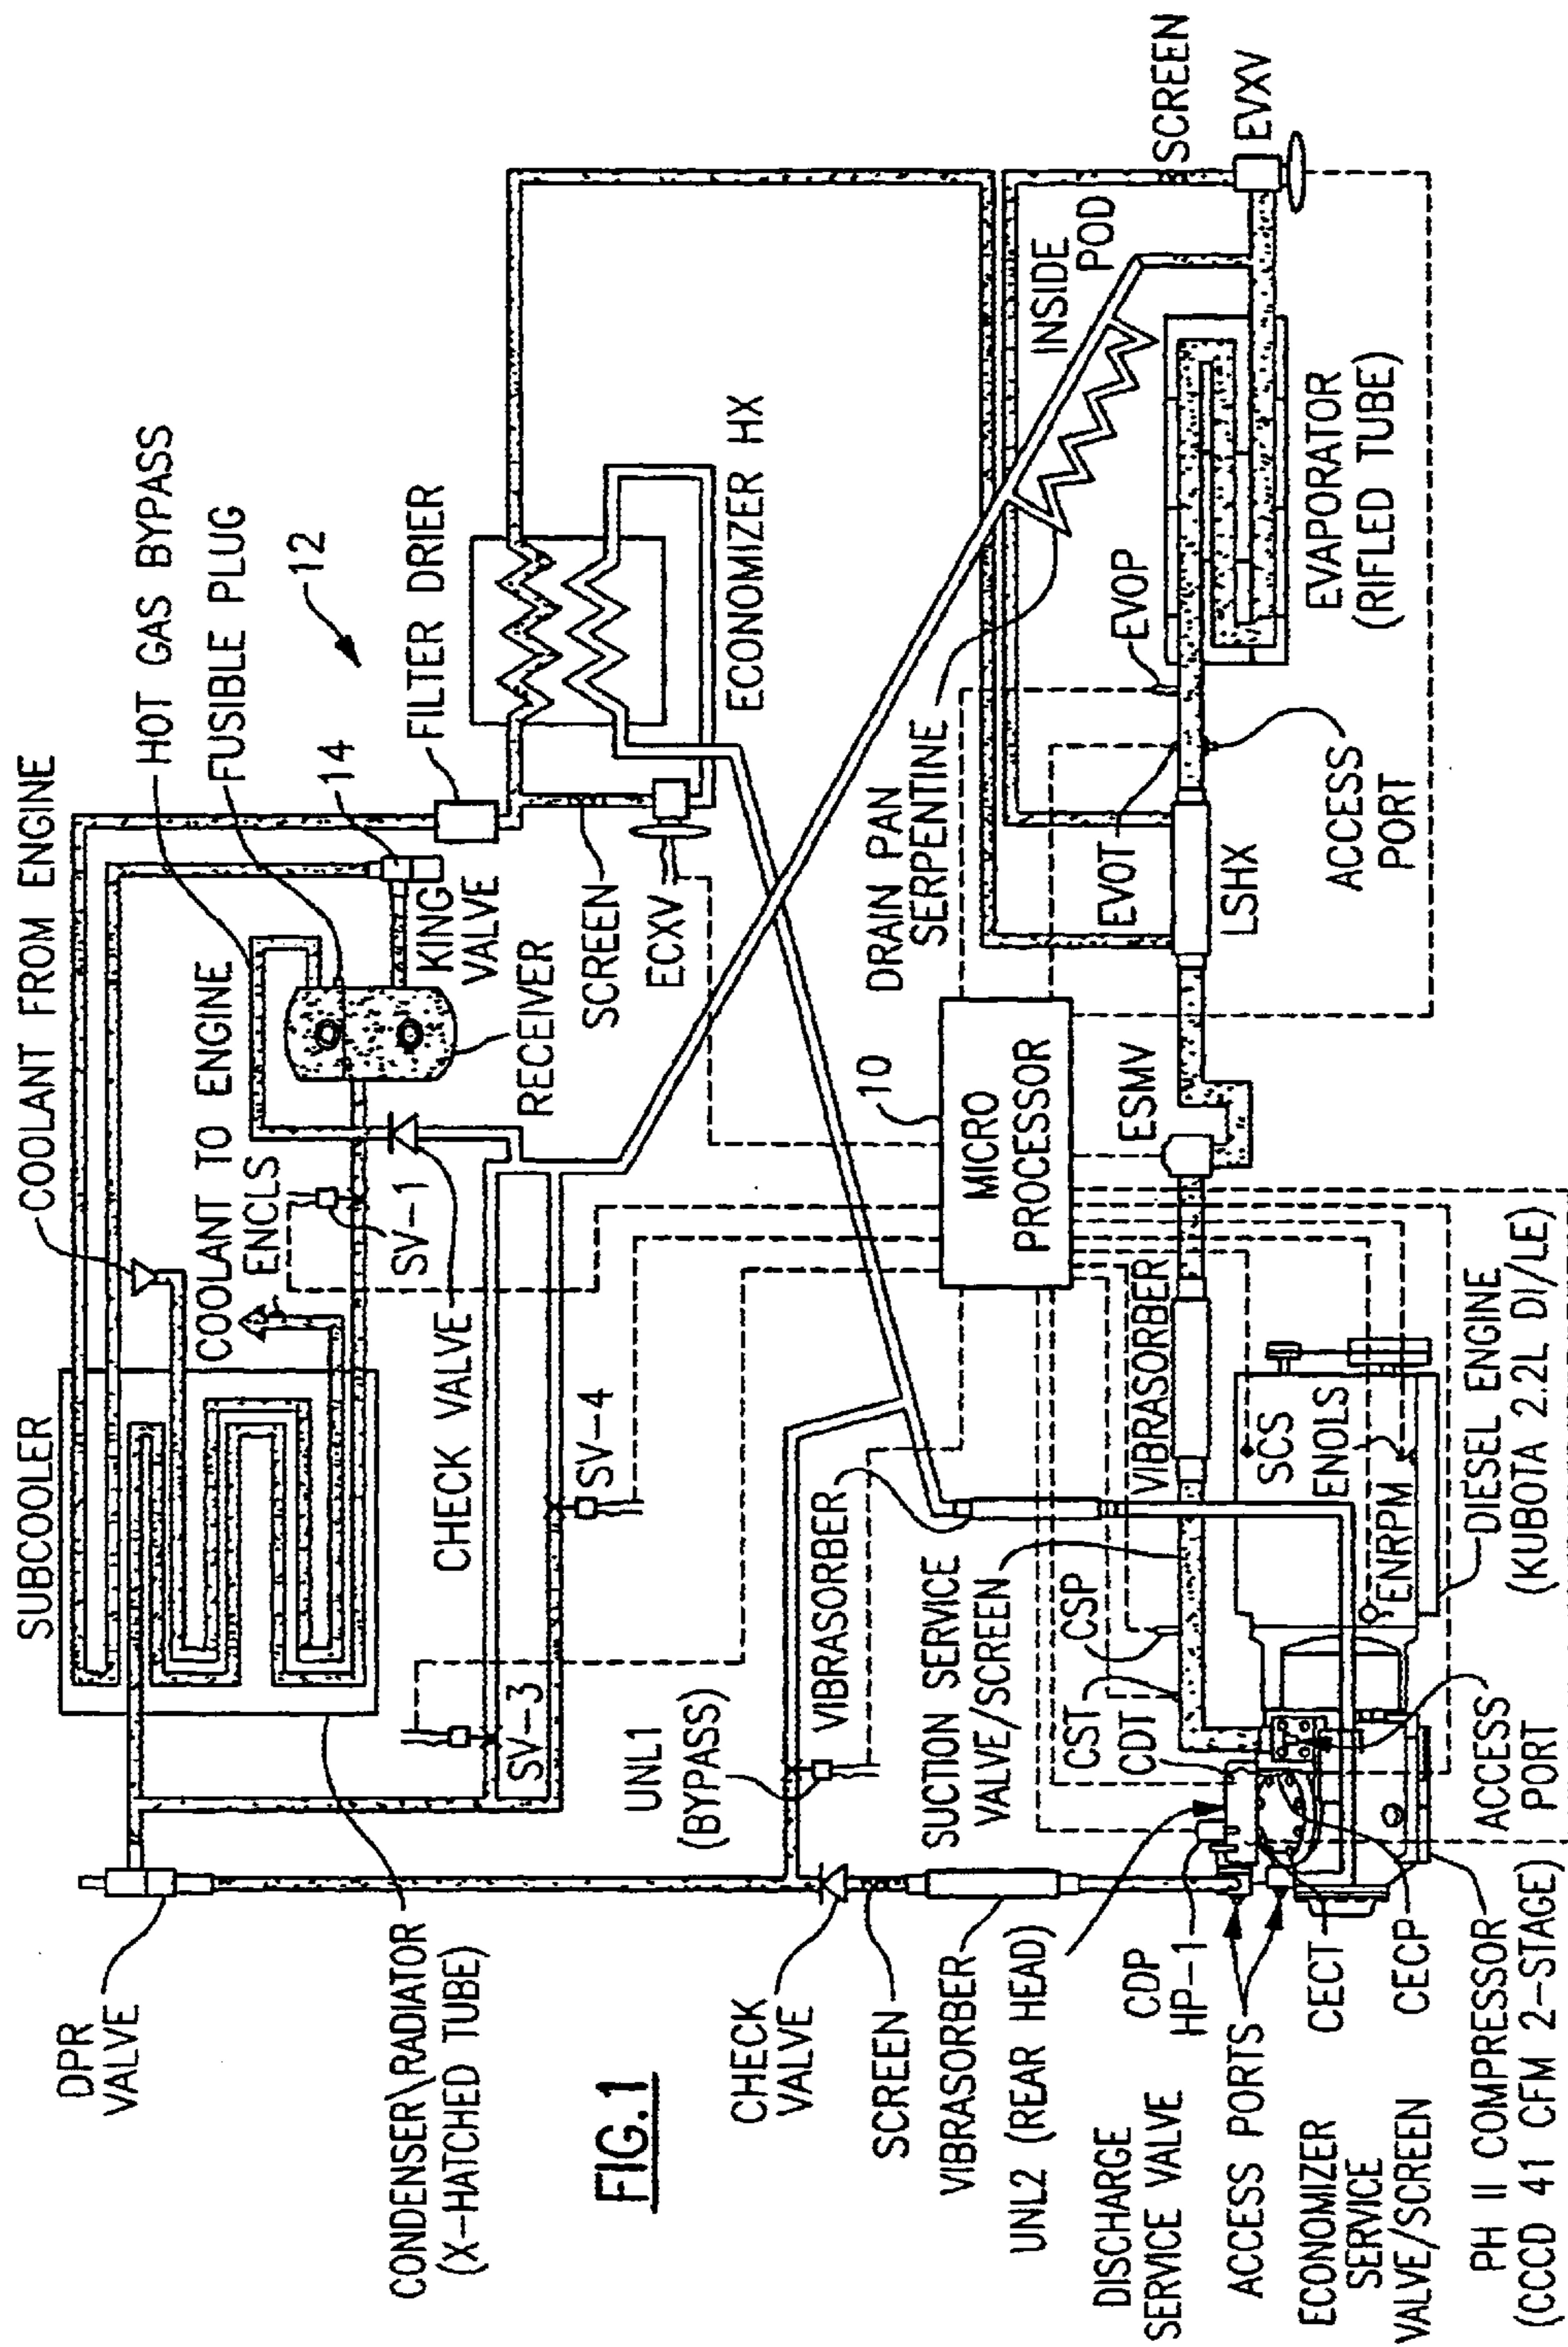 FIG.1
DPR
VALVE
CONDENSER\RADIATOR
(X-HATCHED TUBE)
SUBCOOLER
COOLANT FROM ENGINE
HOT GAS BYPASS
FUSIBLE PLUG
12
14
COOLANT TO ENGINE
ENCLS
SV-1
CHECK VALVE
RECEIVER
KING
VALVE
FILTER DRIER
SCREEN
ECXV
ECONOMIZER HX
SV-3
SV-4
UNL1
(BYPASS)
VIBRASORBER
CHECK
VALVE
SCREEN
VIBRASORBER
UNL2 (REAR HEAD)
SUCTION SERVICE
VALVE/SCREEN
10
MICRO
PROCESSOR
DRAIN PAN
SERPENTINE
INSIDE
POD
SCREEN
EVXV
EVOP
EVOT
LSHX
ACCESS
PORT
EVAPORATOR
(RIFLED TUBE)
ESMV
VIBRASORBER
CSP
CST
CDT
CDP
HP-1
DISCHARGE
SERVICE VALVE
ACCESS PORTS
ECONOMIZER
SERVICE
VALVE/SCREEN
CECT
CECP
PH II COMPRESSOR
(CCCD 41 CFM 2-STAGE)
ACCESS
PORT
SCS
ENOLS
ENRPM
DIESEL ENGINE
(KUBOTA 2.2L DI/LE)